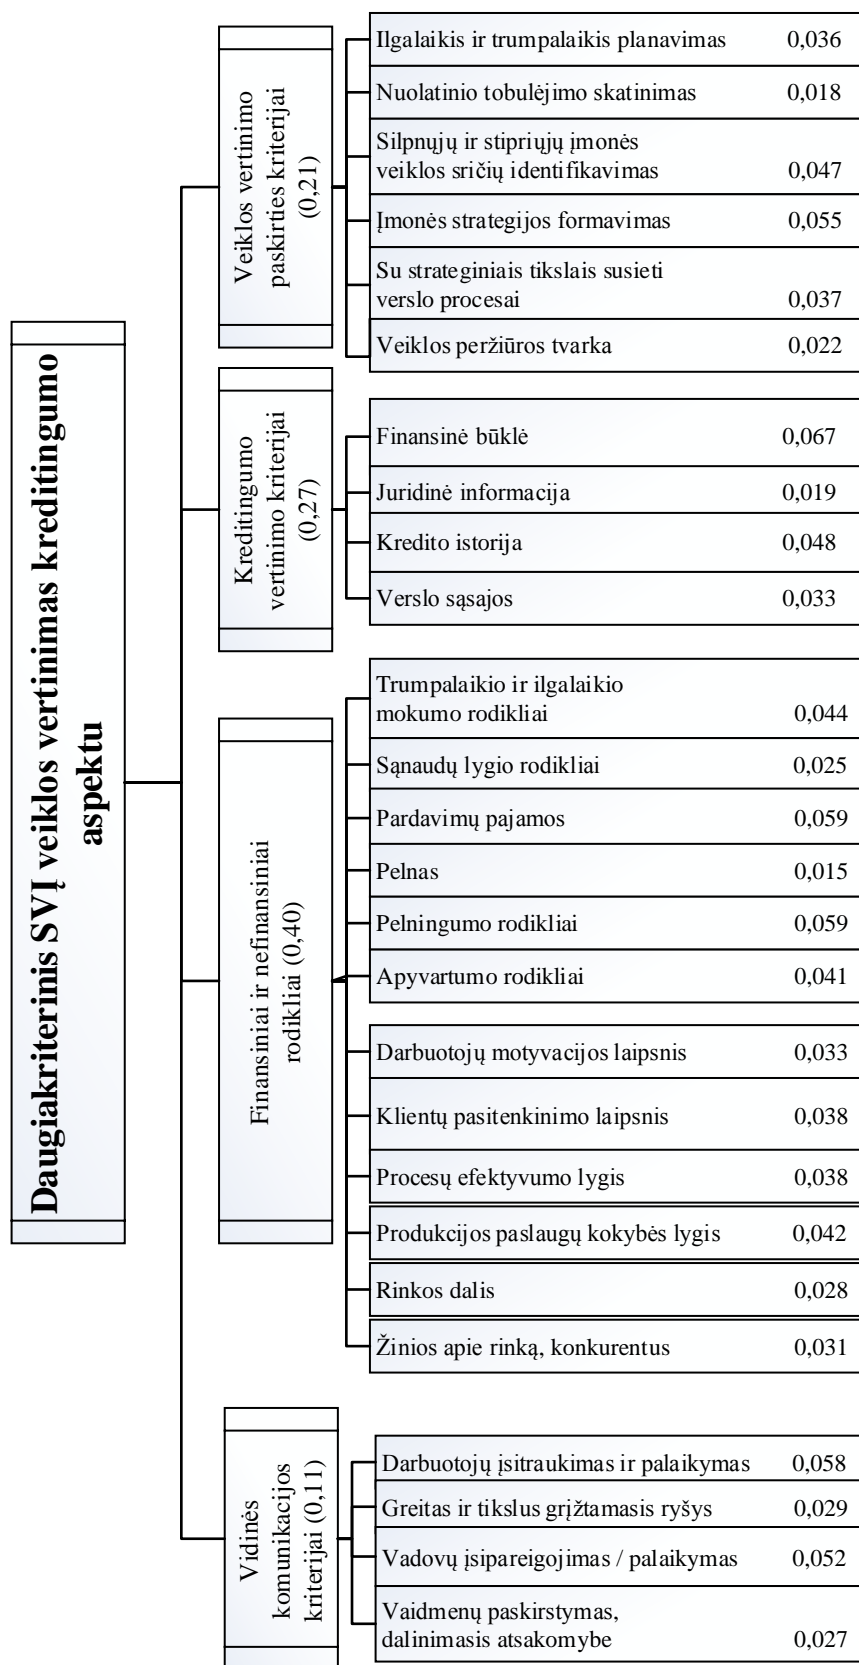 Daugiakriterinis SVĮ veiklos vertinimas kreditingumo
aspektu
Veiklos vertinimo
paskirties kriterijai
(0,21)
Ilgalaikis ir trumpalaikis planavimas 0,036
Nuolatinio tobulėjimo skatinimas 0,018
Silpnųjų ir stipriųjų įmonės
veiklos sričių identifikavimas 0,047
Įmonės strategijos formavimas 0,055
Su strateginiais tikslais susieti
verslo procesai 0,037
Veiklos peržiūros tvarka 0,022
Kreditingumo
vertinimo kriterijai
(0,27)
Finansinė būklė 0,067
Juridinė informacija 0,019
Kredito istorija 0,048
Verslo sąsajos 0,033
Finansiniai ir nefinansiniai
rodikliai (0,40)
Trumpalaikio ir ilgalaikio
mokumo rodikliai 0,044
Sąnaudų lygio rodikliai 0,025
Pardavimų pajamos 0,059
Pelnas 0,015
Pelningumo rodikliai 0,059
Apyvartumo rodikliai 0,041
Darbuotojų motyvacijos laipsnis 0,033
Klientų pasitenkinimo laipsnis 0,038
Procesų efektyvumo lygis 0,038
Produkcijos paslaugų kokybės lygis 0,042
Rinkos dalis 0,028
Žinios apie rinką, konkurentus 0,031
Vidinės
komunikacijos
kriterijai (0,11)
Darbuotojų įsitraukimas ir palaikymas 0,058
Greitas ir tikslus grįžtamasis ryšys 0,029
Vadovų įsipareigojimas / palaikymas 0,052
Vaidmenų paskirstymas,
dalinimasis atsakomybe 0,027